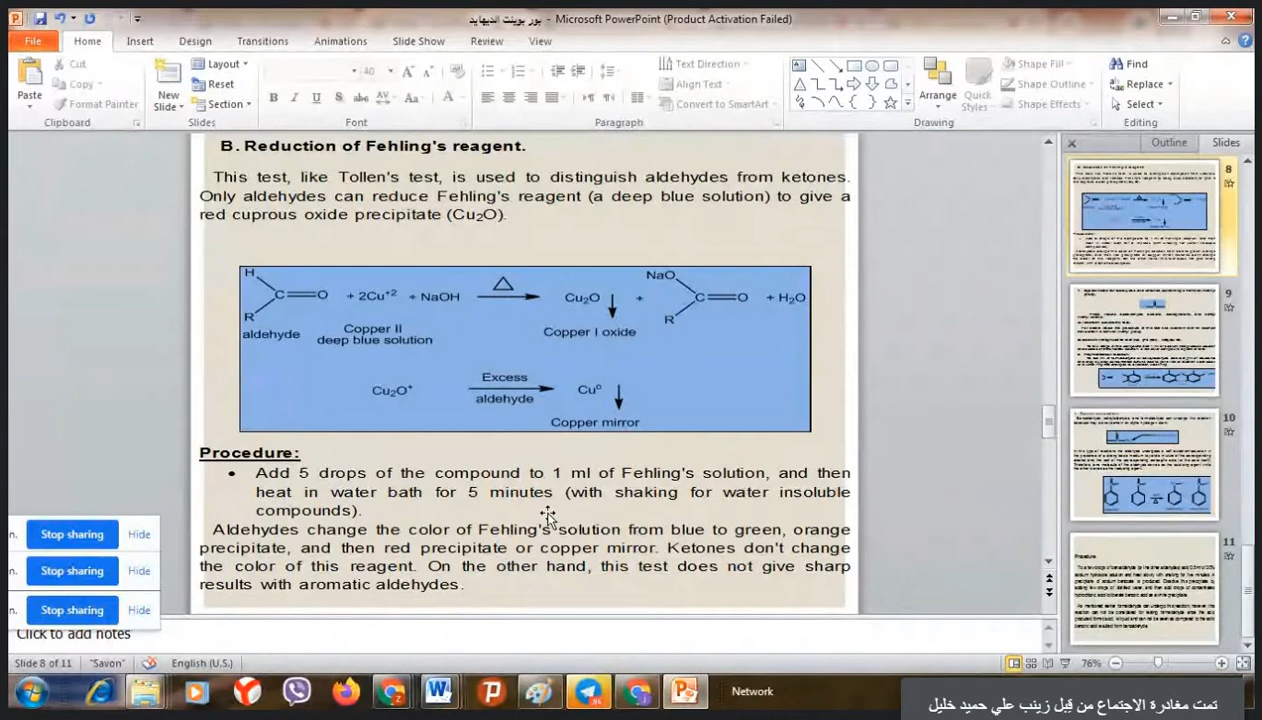 بور بوينت الديهايد - Microsoft PowerPoint (Product Activation Failed)
File Home Insert Design Transitions Animations Slide Show Review View
Cut
Copy
Format Painter
Paste
Clipboard
New
Slide
Layout
Reset
Section
Slides
40
Font
Text Direction
Align Text
Convert to SmartArt
Paragraph
Arrange
Quick
Styles
Shape Fill
Shape Outline
Shape Effects
Drawing
Find
Replace
Select
Editing
B. Reduction of Fehling's reagent.
This test, like Tollen's test, is used to distinguish aldehydes from ketones.
Only aldehydes can reduce Fehling's reagent (a deep blue solution) to give a
red cuprous oxide precipitate (Cu2O).
H
C=O
R
+ 2Cu+2 + NaOH
Cu2O
+
NaO
C=O
R
+ H2O
aldehyde
Copper II
deep blue solution
Copper I oxide
Cu2O+
Excess
aldehyde
Cuo
Copper mirror
Procedure:
• Add 5 drops of the compound to 1 ml of Fehling's solution, and then
heat in water bath for 5 minutes (with shaking for water insoluble
compounds).
Aldehydes change the color of Fehling's solution from blue to green, orange
precipitate, and then red precipitate or copper mirror. Ketones don't change
the color of this reagent. On the other hand, this test does not give sharp
results with aromatic aldehydes.
n. Stop sharing Hide
n. Stop sharing Hide
n. Stop sharing Hide
Click to add notes
Outline Slides
8
9
10
11
Slide 8 of 11 "Savon" English (U.S.) 76%
Network
تمت مغادرة الاجتماع من قِبل زينب علي حميد خليل